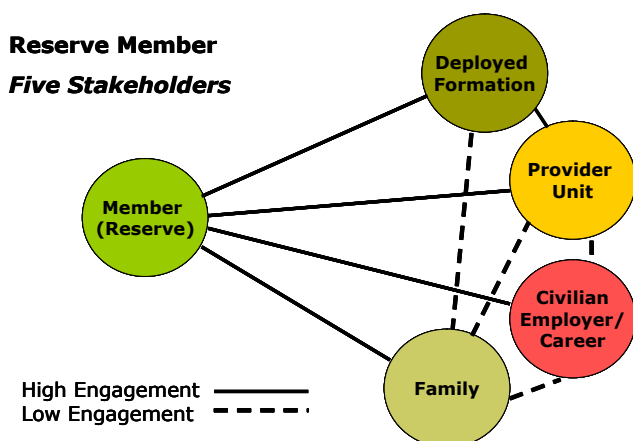 Reserve Member
Five Stakeholders
Deployed
Formation
Provider
Unit
Member
(Reserve)
Civilian
Employer/
Career
Family
High Engagement
Low Engagement